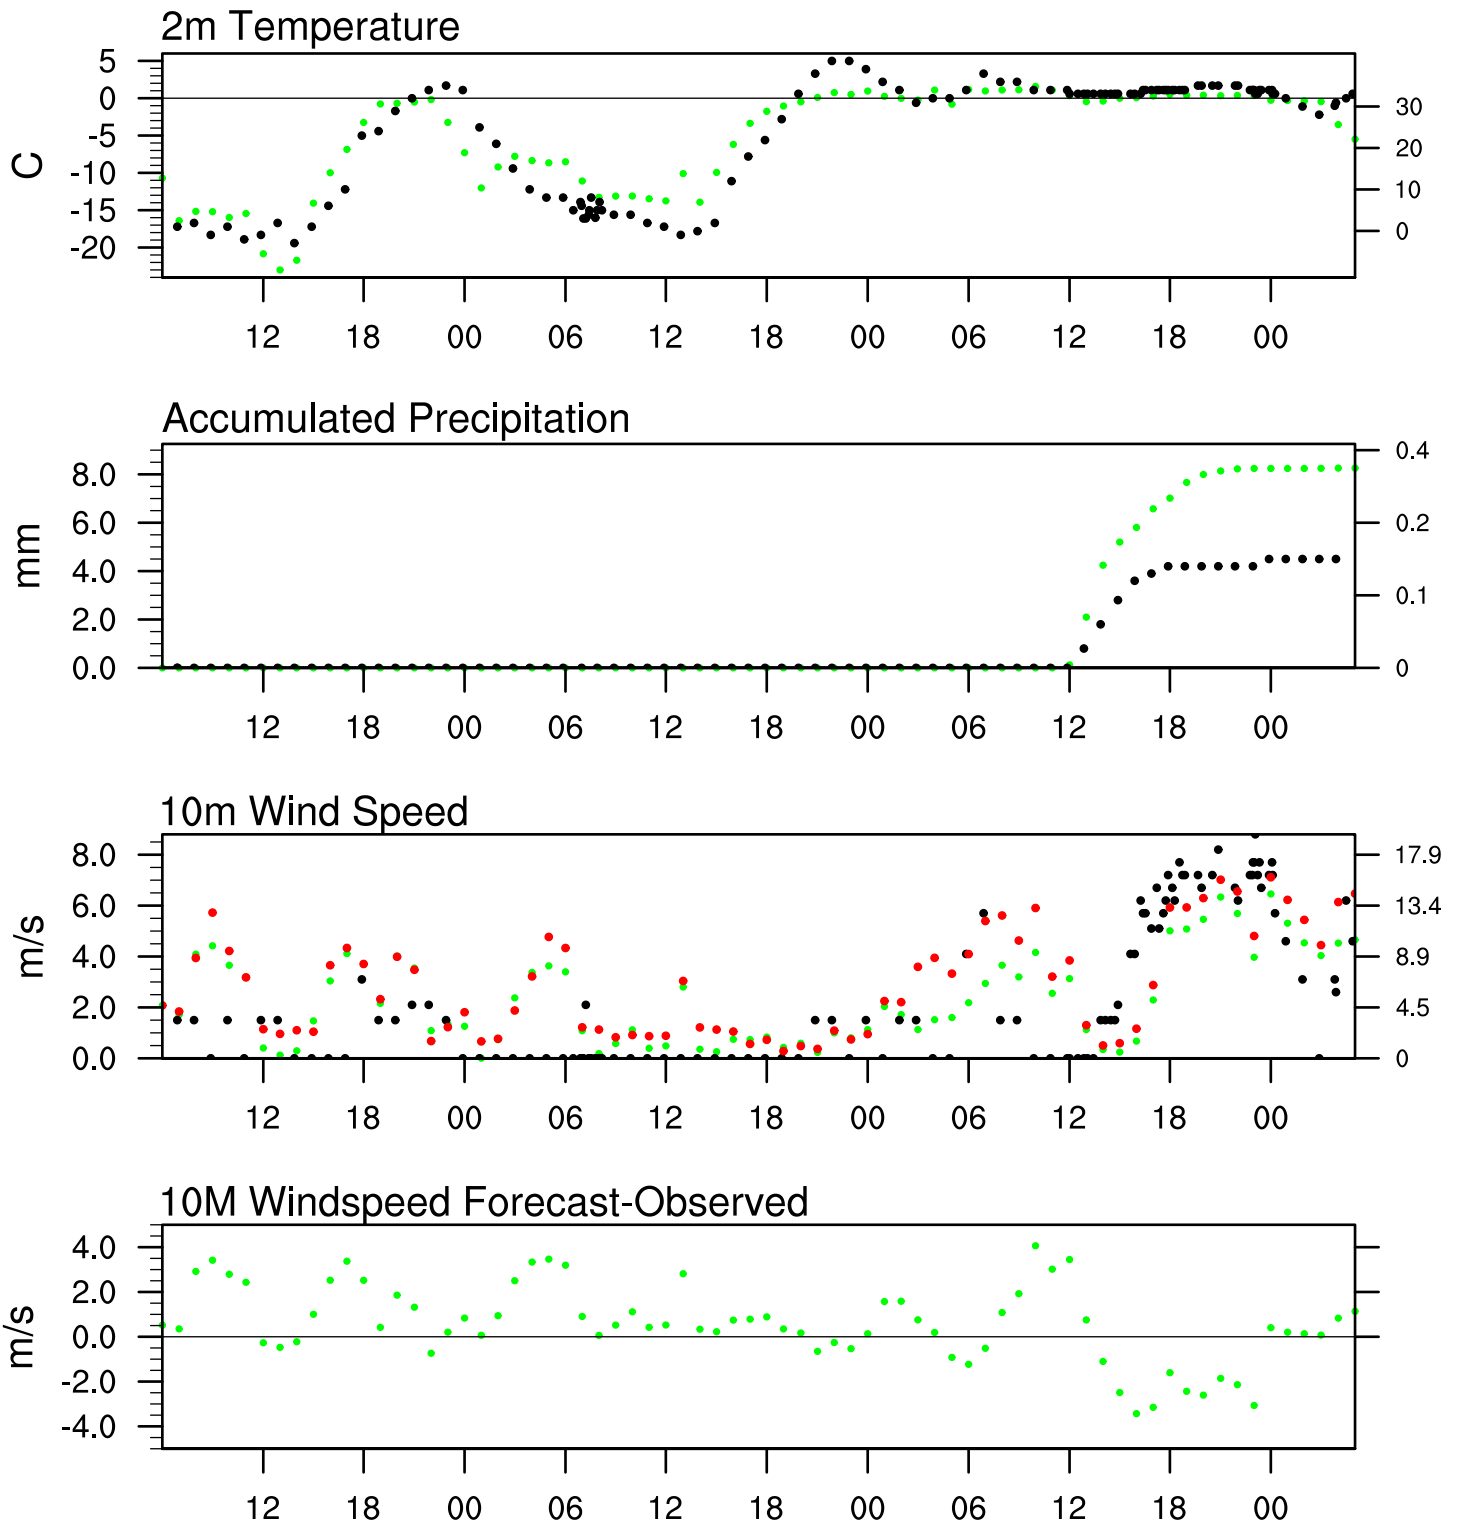 2m Temperature
5
0
-5
-10
-15
-20
C
30
20
10
0
12 18 00 06 12 18 00 06 12 18 00
Accumulated Precipitation
8.0
6.0
4.0
2.0
0.0
mm
0.4
0.2
0.1
0
12 18 00 06 12 18 00 06 12 18 00
10m Wind Speed
8.0
6.0
4.0
2.0
0.0
m/s
17.9
13.4
8.9
4.5
0
12 18 00 06 12 18 00 06 12 18 00
10M Windspeed Forecast-Observed
4.0
2.0
0.0
-2.0
-4.0
m/s
12 18 00 06 12 18 00 06 12 18 00